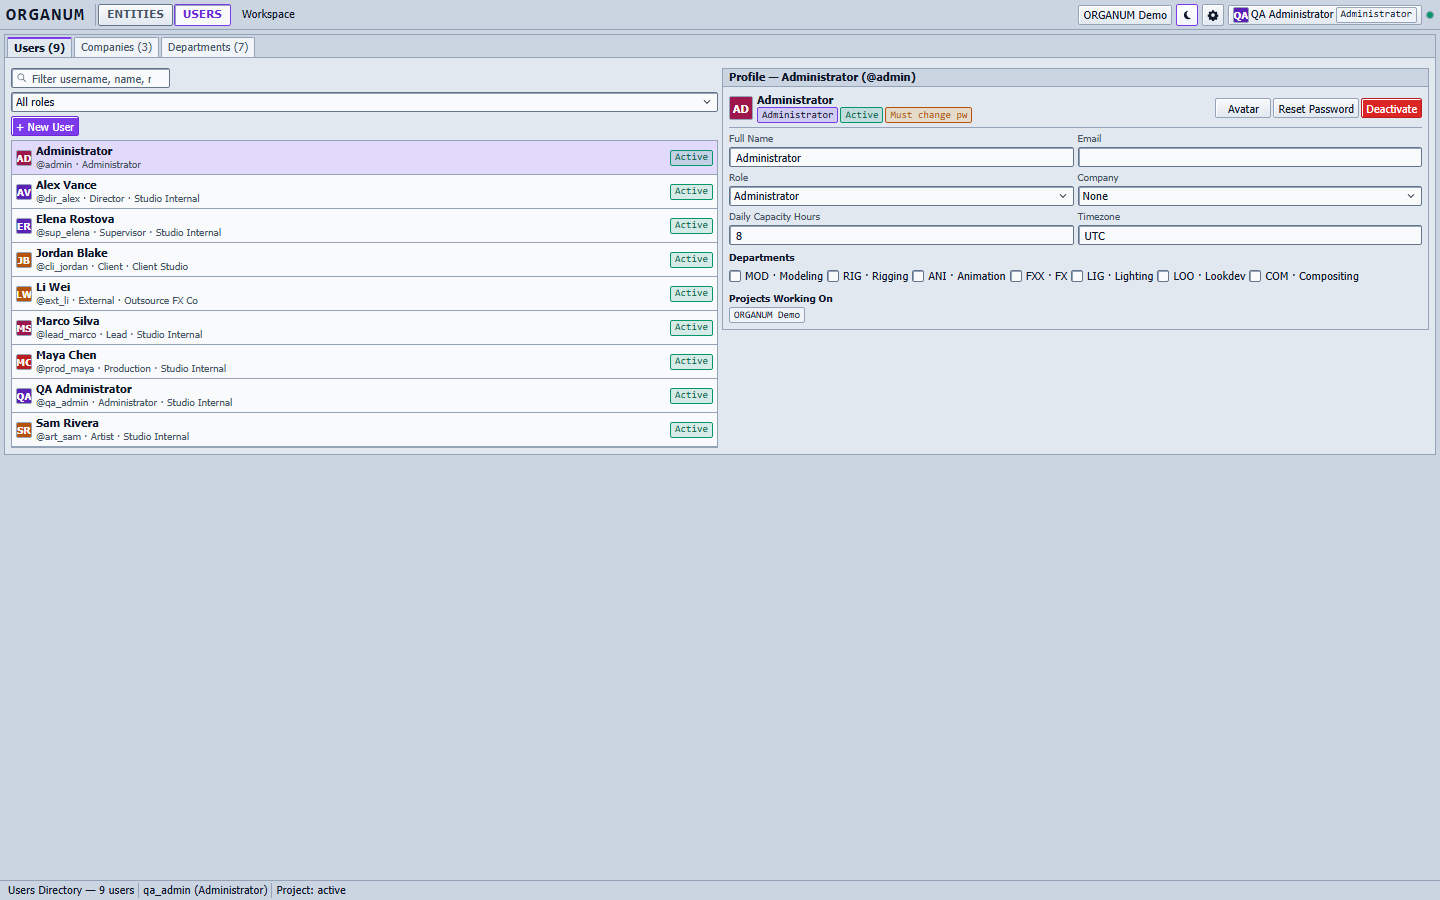 ORGANUM ENTITIES USERS Workspace ORGANUM Demo QA QA Administrator Administrator
Users (9) Companies (3) Departments (7)
Filter username, name, r
All roles
+ New User
AD Administrator
@admin · Administrator Active
AV Alex Vance
@dir_alex · Director · Studio Internal Active
ER Elena Rostova
@sup_elena · Supervisor · Studio Internal Active
JB Jordan Blake
@cli_jordan · Client · Client Studio Active
LW Li Wei
@ext_li · External · Outsource FX Co Active
MS Marco Silva
@lead_marco · Lead · Studio Internal Active
MC Maya Chen
@prod_maya · Production · Studio Internal Active
QA QA Administrator
@qa_admin · Administrator · Studio Internal Active
SR Sam Rivera
@art_sam · Artist · Studio Internal Active
Profile — Administrator (@admin)
AD Administrator
Administrator Active Must change pw Avatar Reset Password Deactivate
Full Name Email
Administrator
Role Company
Administrator None
Daily Capacity Hours Timezone
8 UTC
Departments
MOD · Modeling RIG · Rigging ANI · Animation FXX · FX LIG · Lighting LOO · Lookdev COM · Compositing
Projects Working On
ORGANUM Demo
Users Directory — 9 users qa_admin (Administrator) Project: active